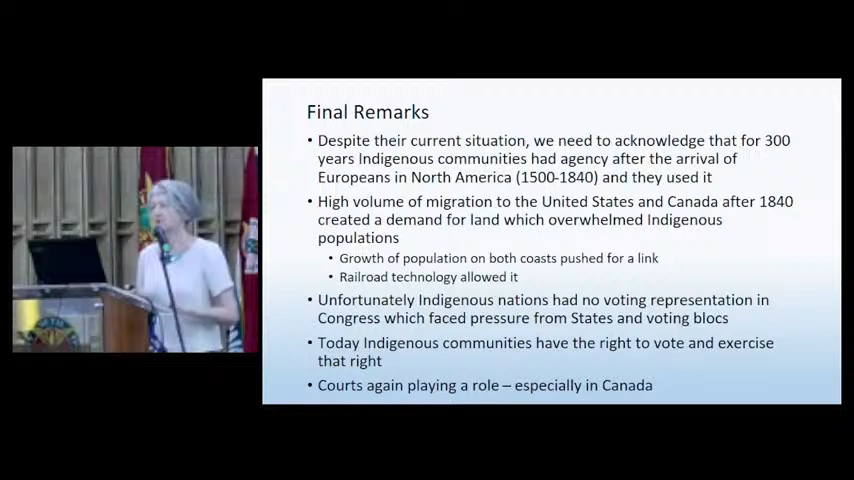 Final Remarks
• Despite their current situation, we need to acknowledge that for 300
years Indigenous communities had agency after the arrival of
Europeans in North America (1500-1840) and they used it
• High volume of migration to the United States and Canada after 1840
created a demand for land which overwhelmed Indigenous
populations
• Growth of population on both coasts pushed for a link
• Railroad technology allowed it
• Unfortunately Indigenous nations had no voting representation in
Congress which faced pressure from States and voting blocs
• Today Indigenous communities have the right to vote and exercise
that right
• Courts again playing a role – especially in Canada